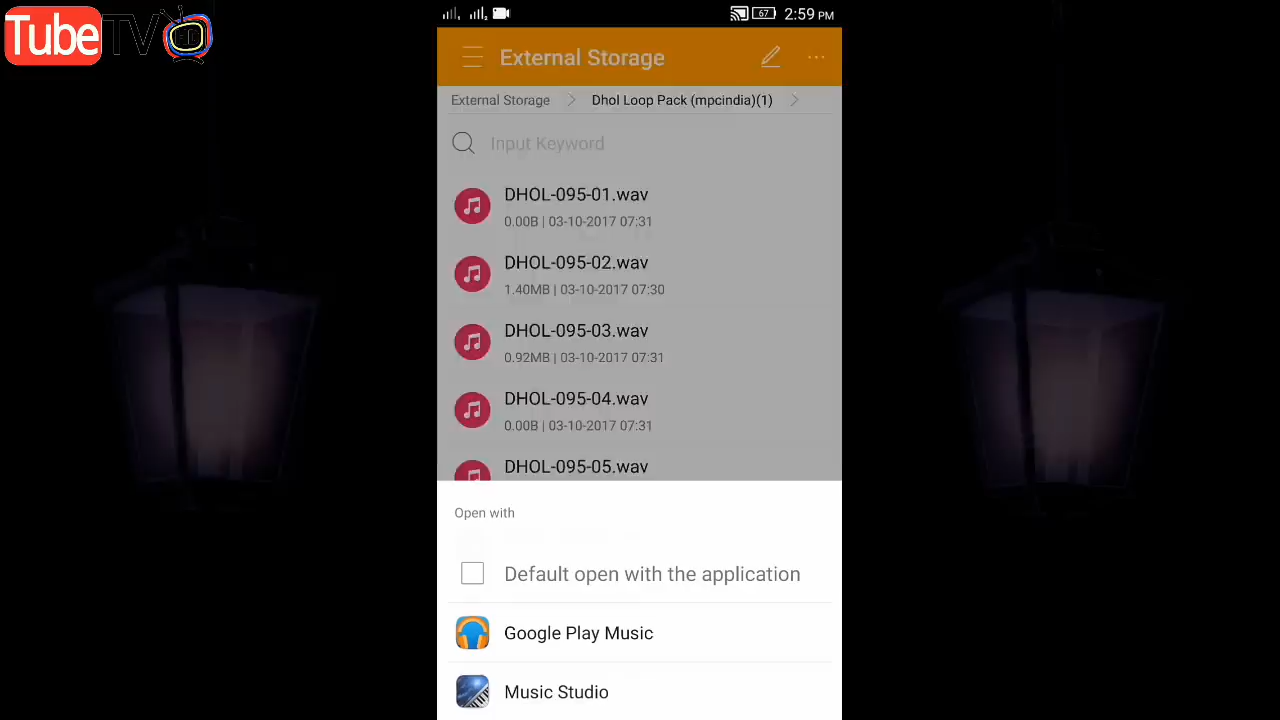 TubeTV HD
67 2:59 PM
External Storage
External Storage Dhol Loop Pack (mpcindia)(1)
Input Keyword
DHOL-095-01.wav
0.00B | 03-10-2017 07:31
DHOL-095-02.wav
1.40MB | 03-10-2017 07:30
DHOL-095-03.wav
0.92MB | 03-10-2017 07:31
DHOL-095-04.wav
0.00B | 03-10-2017 07:31
DHOL-095-05.wav
Open with
Default open with the application
Google Play Music
Music Studio